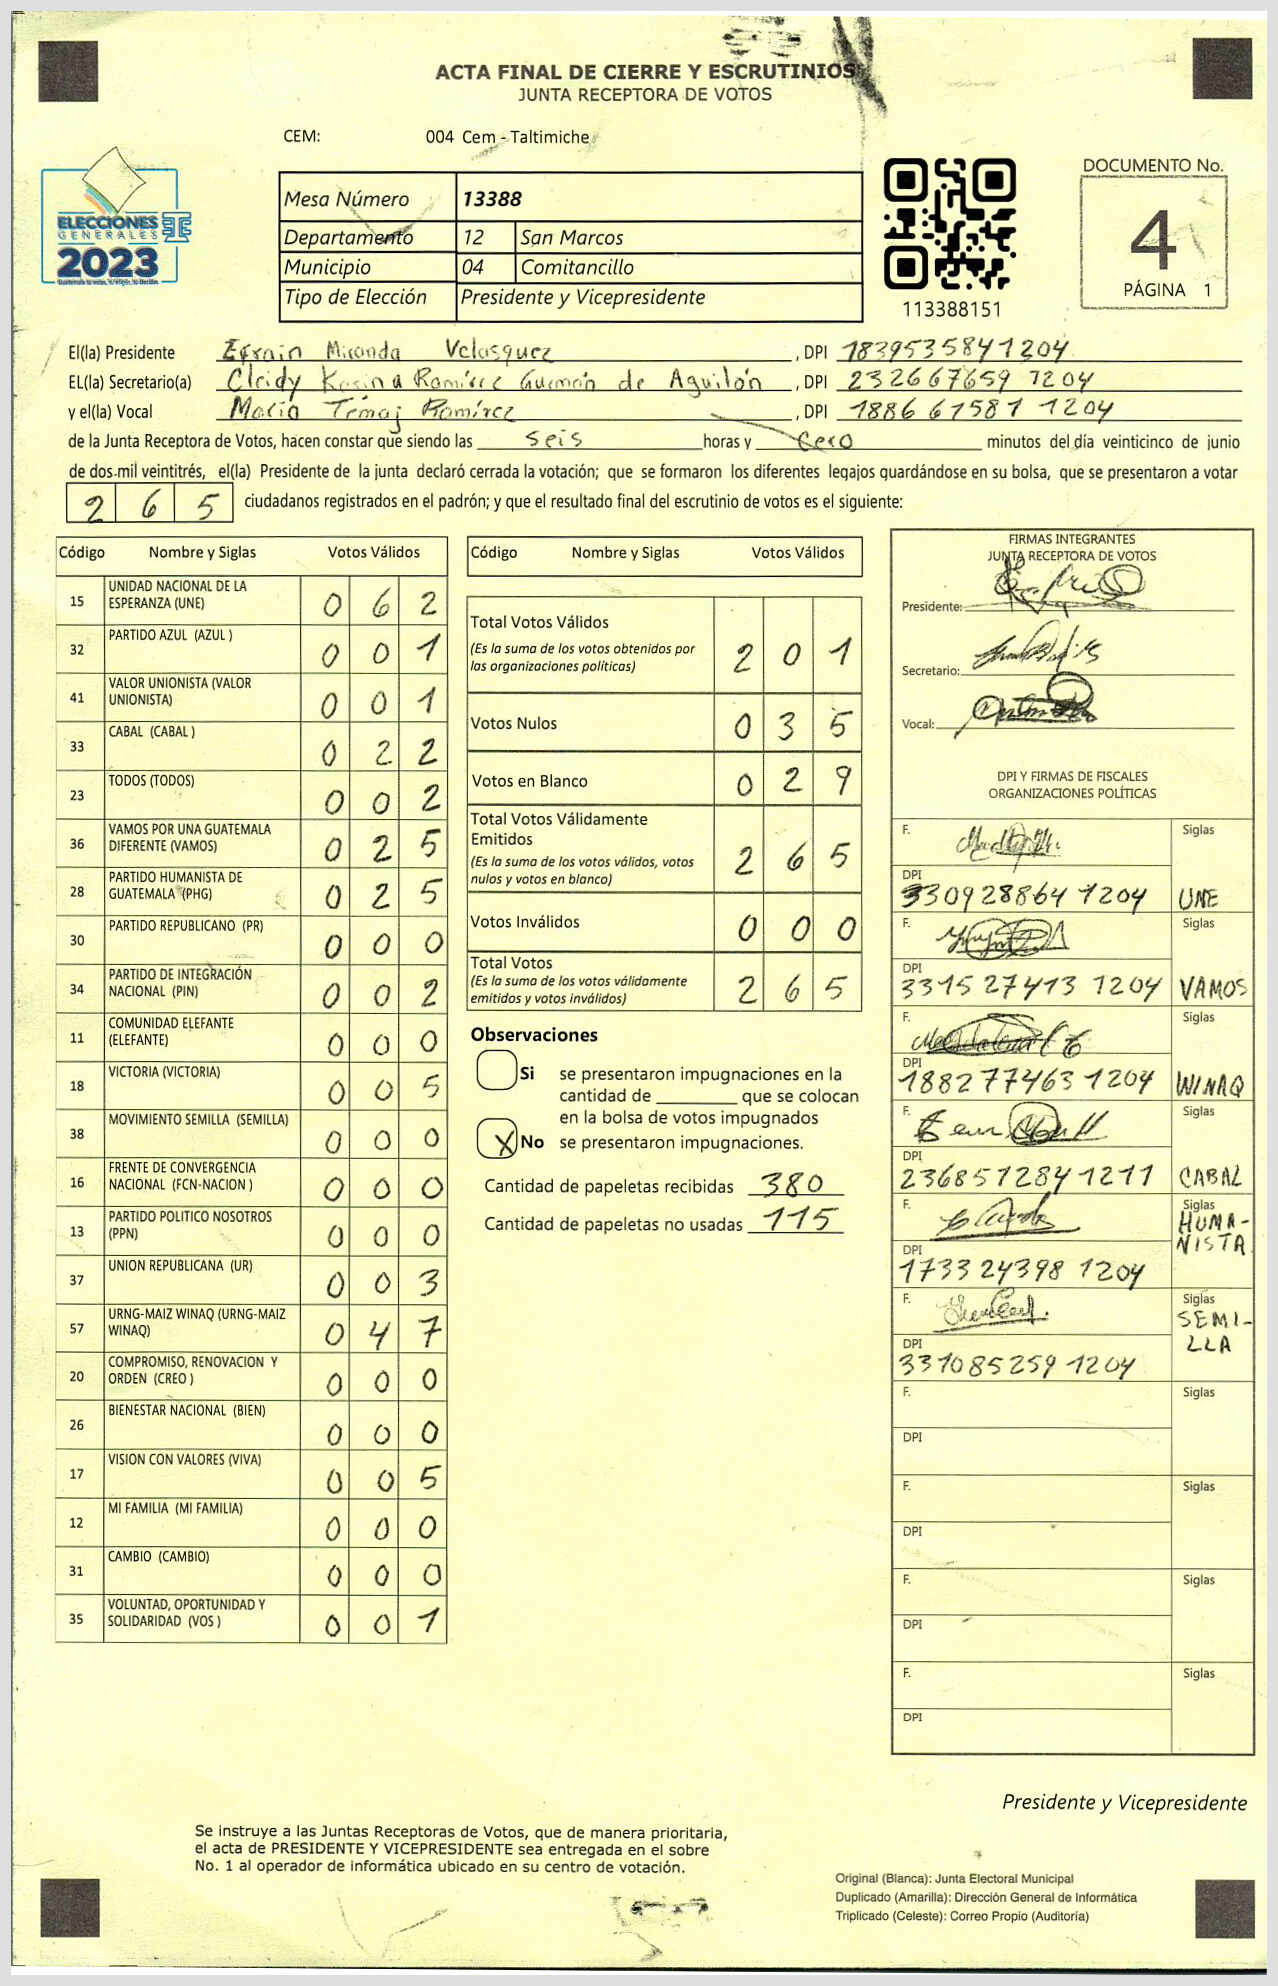 ACTA FINAL DE CIERRE Y ESCRUTINIOS
JUNTA RECEPTORA DE VOTOS
CEM: 004 Cem - Taltimiche
ELECCIONES
GENERALES
2023
Mesa Número 13388
Departamento 12 San Marcos
Municipio 04 Comitancillo
Tipo de Elección Presidente y Vicepresidente
113388151
DOCUMENTO No.
4
PÁGINA 1
El(la) Presidente Efrain Miranda Velasquez, DPI 1839535841204
EL(la) Secretario(a) Cleidy Karina Ramírez Guzmán de Aguilón, DPI 232667659 1204
y el(la) Vocal Maria Temaj Ramírez, DPI 188667581 1204
de la Junta Receptora de Votos, hacen constar que siendo las seis horas y cero minutos del día veinticinco de junio
de dos mil veintitrés, el(la) Presidente de la junta declaró cerrada la votación; que se formaron los diferentes legajos guardándose en su bolsa, que se presentaron a votar
265 ciudadanos registrados en el padrón; y que el resultado final del escrutinio de votos es el siguiente:
Código Nombre y Siglas Votos Válidos
15 UNIDAD NACIONAL DE LA ESPERANZA (UNE) 0 6 2
32 PARTIDO AZUL (AZUL ) 0 0 1
41 VALOR UNIONISTA (VALOR UNIONISTA) 0 0 1
33 CABAL (CABAL ) 0 2 2
23 TODOS (TODOS) 0 0 2
36 VAMOS POR UNA GUATEMALA DIFERENTE (VAMOS) 0 2 5
28 PARTIDO HUMANISTA DE GUATEMALA (PHG) 0 2 5
30 PARTIDO REPUBLICANO (PR) 0 0 0
34 PARTIDO DE INTEGRACIÓN NACIONAL (PIN) 0 0 2
11 COMUNIDAD ELEFANTE (ELEFANTE) 0 0 0
18 VICTORIA (VICTORIA) 0 0 5
38 MOVIMIENTO SEMILLA (SEMILLA) 0 0 0
16 FRENTE DE CONVERGENCIA NACIONAL (FCN-NACION ) 0 0 0
13 PARTIDO POLITICO NOSOTROS (PPN) 0 0 0
37 UNION REPUBLICANA (UR) 0 0 3
57 URNG-MAIZ WINAQ (URNG-MAIZ WINAQ) 0 4 7
20 COMPROMISO, RENOVACION Y ORDEN (CREO ) 0 0 0
26 BIENESTAR NACIONAL (BIEN) 0 0 0
17 VISION CON VALORES (VIVA) 0 0 5
12 MI FAMILIA (MI FAMILIA) 0 0 0
31 CAMBIO (CAMBIO) 0 0 0
35 VOLUNTAD, OPORTUNIDAD Y SOLIDARIDAD (VOS ) 0 0 1
Código Nombre y Siglas Votos Válidos
Total Votos Válidos 2 0 1
(Es la suma de los votos obtenidos por
las organizaciones políticas)
Votos Nulos 0 3 5
Votos en Blanco 0 2 9
Total Votos Válidamente
Emitidos 2 6 5
(Es la suma de los votos válidos, votos
nulos y votos en blanco)
Votos Inválidos 0 0 0
Total Votos 2 6 5
(Es la suma de los votos válidamente
emitidos y votos inválidos)
Observaciones
Si se presentaron impugnaciones en la
cantidad de ________ que se colocan
en la bolsa de votos impugnados
X No se presentaron impugnaciones.
Cantidad de papeletas recibidas 380
Cantidad de papeletas no usadas 115
FIRMAS INTEGRANTES
JUNTA RECEPTORA DE VOTOS
Presidente:
Secretario:
Vocal:
DPI Y FIRMAS DE FISCALES
ORGANIZACIONES POLÍTICAS
F. Siglas
DPI
330928864 1204 UNE
F. Siglas
DPI
3315 27413 1204 VAMOS
F. Siglas
DPI
188277463 1204 WINAQ
F. Siglas
DPI
236857284 1211 CABAL
F. Siglas
HUMA-
NISTA
DPI
173324398 1204
F. Siglas
SEMI-
LLA
DPI
331085259 1204
F. Siglas
DPI
F. Siglas
DPI
F. Siglas
DPI
F. Siglas
DPI
Presidente y Vicepresidente
Se instruye a las Juntas Receptoras de Votos, que de manera prioritaria,
el acta de PRESIDENTE Y VICEPRESIDENTE sea entregada en el sobre
No. 1 al operador de informática ubicado en su centro de votación.
Original (Blanca): Junta Electoral Municipal
Duplicado (Amarilla): Dirección General de Informática
Triplicado (Celeste): Correo Propio (Auditoría)